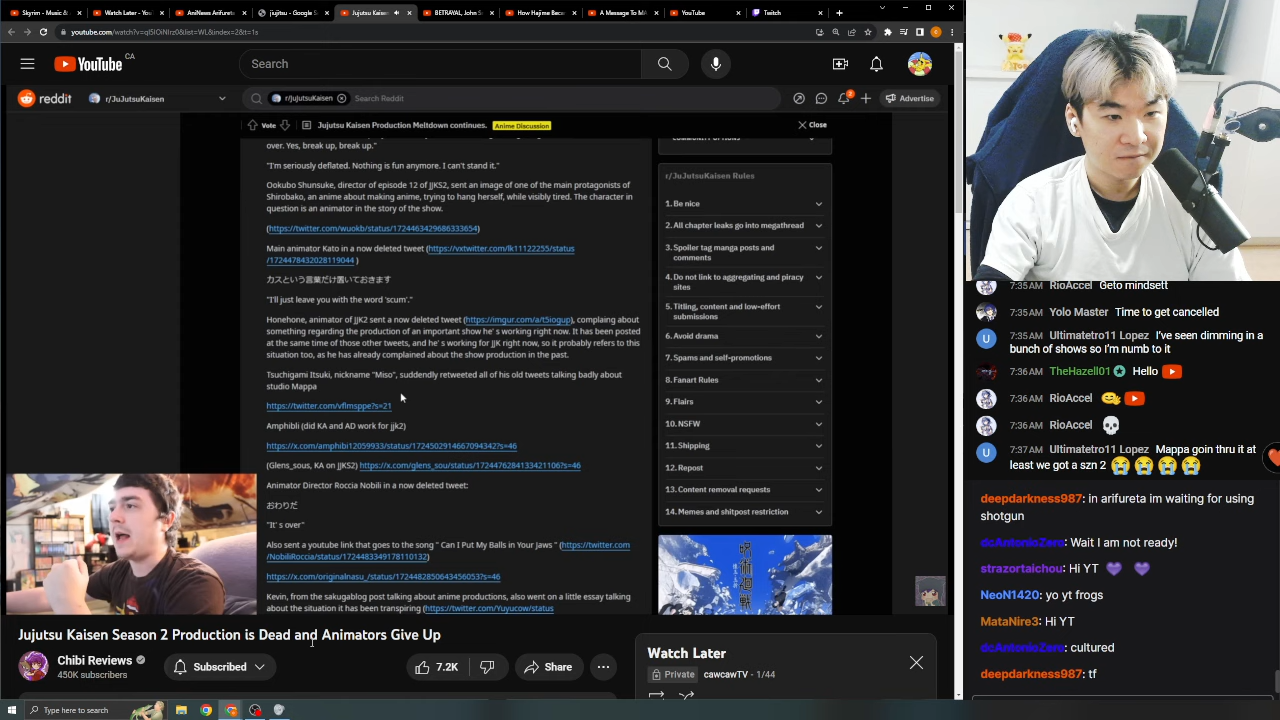 Skyrim - Music &
Watch Later - You
AniNews Arifureta
jiujitsu - Google S
Jujutsu Kaisen
BETRAYAL, John S
How Hajime Beca
A Message To M
YouTube
Twitch
YouTube CA
Search
reddit
r/JuJutsuKaisen
r/JuJutsuKaisen
Search Reddit
Advertise
Vote
Jujutsu Kaisen Production Meltdown continues.
Anime Discussion
Close
over. Yes, break up, break up."
"I'm seriously deflated. Nothing is fun anymore. I can't stand it."
Ookubo Shunsuke, director of episode 12 of JJKS2, sent an image of one of the main protagonists of
Shirobako, an anime about making anime, trying to hang herself, while visibly tired. The character in
question is an animator in the story of the show.
(https://twitter.com/wuokb/status/1724463429686333654)
Main animator Kato in a now deleted tweet (https://vxtwitter.com/lk11122255/status
/1724478432028119044 )
カスという言葉だけ置いておきます
"I'll just leave you with the word 'scum'."
Honehone, animator of JJK2 sent a now deleted tweet (https://imgur.com/a/t5iogup), complaing about
something regarding the production of an important show he' s working right now. It has been posted
at the same time of those other tweets, and he' s working for JJK right now, so it probably refers to this
situation too, as he has already complained about the show production in the past.
Tsuchigami Itsuki, nickname "Miso", suddenly retweeted all of his old tweets talking badly about
studio Mappa
https://twitter.com/vflmsppe?s=21
Amphibli (did KA and AD work for jjk2)
https://x.com/amphibi12059933/status/1724502914667094342?s=46
(Glens_sous, KA on JJKS2) https://x.com/glens_sou/status/1724476284133421106?s=46
Animator Director Roccia Nobili in a now deleted tweet:
おわりだ
"It' s over"
Also sent a youtube link that goes to the song " Can I Put My Balls in Your Jaws " (https://twitter.com
/NobiliRoccia/status/1724483349178110132)
https://x.com/originalnasu_/status/1724482850643456053?s=46
Kevin, from the sakugablog post talking about anime productions, also went on a little essay talking
about the situation it has been transpiring (https://twitter.com/Yuyucow/status
r/JuJutsuKaisen Rules
1. Be nice
2. All chapter leaks go into megathread
3. Spoiler tag manga posts and
comments
4. Do not link to aggregating and piracy
sites
5. Titling, content and low-effort
submissions
6. Avoid drama
7. Spams and self-promotions
8. Fanart Rules
9. Flairs
10. NSFW
11. Shipping
12. Repost
13. Content removal requests
14. Memes and shitpost restriction
Jujutsu Kaisen Season 2 Production is Dead and Animators Give Up
Chibi Reviews
450K subscribers
Subscribed
7.2K
Share
Watch Later
Private cawcawTV - 1/44
Type here to search
7:35 AM RioAccel Geto mindsett
7:35 AM Yolo Master Time to get cancelled
7:35 AM Ultimatetro11 Lopez I've seen dimming in a
bunch of shows so I'm numb to it
7:36 AM TheHazell01 Hello
7:36 AM RioAccel
7:36 AM RioAccel
7:37 AM Ultimatetro11 Lopez Mappa goin thru it at
least we got a szn 2
deepdarkness987: in arifureta im waiting for using
shotgun
dcAntonioZero: Wait I am not ready!
strazortaichou: Hi YT
NeoN1420: yo yt frogs
MataNire3: Hi YT
dcAntonioZero: cultured
deepdarkness987: tf